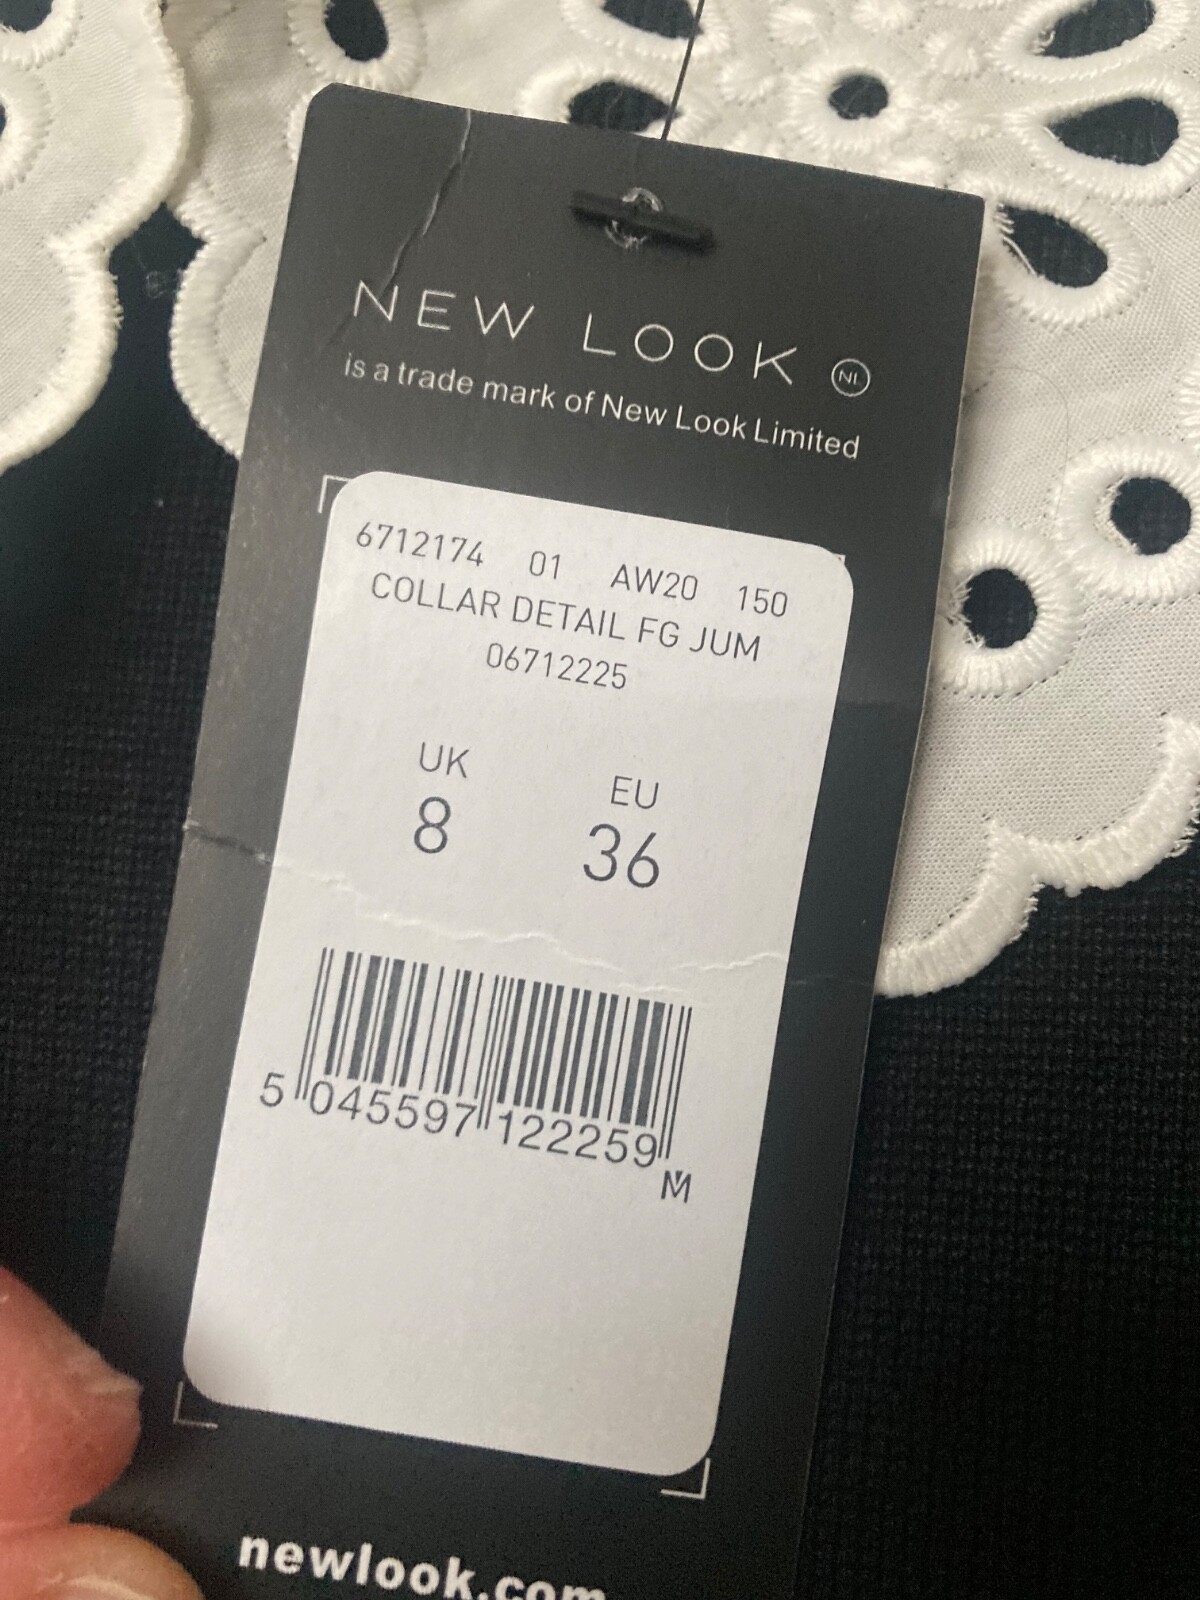 NEW LOOK NL
is a trade mark of New Look Limited
6712174 01 AW20 150
COLLAR DETAIL FG JUM
06712225
UK EU
8 36
5 045597 122259
M
newlook.com